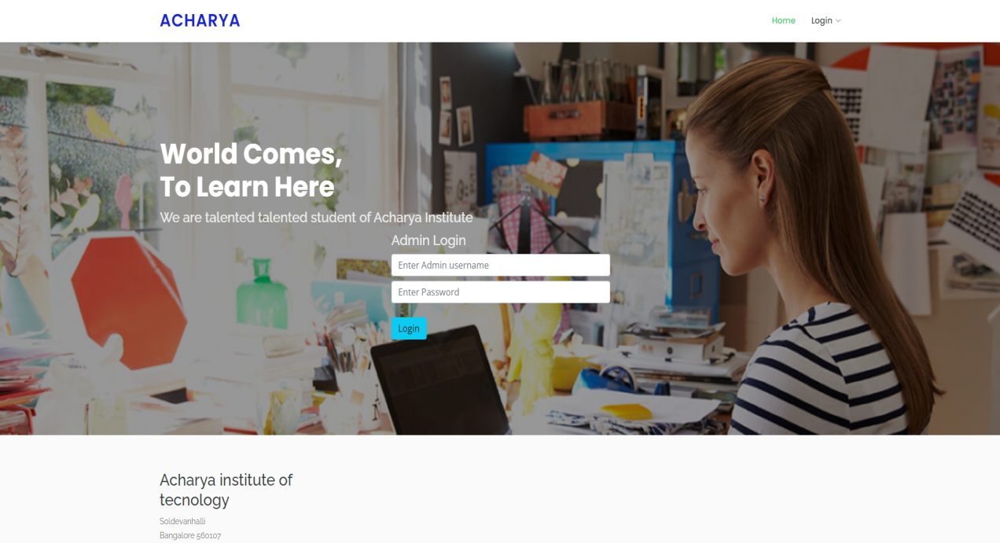 ACHARYA
Home Login
World Comes,
To Learn Here
We are talented talented student of Acharya Institute
Admin Login
Enter Admin username
Enter Password
Login
Acharya institute of
tecnology
Soldevanhalli
Bangalore 560107